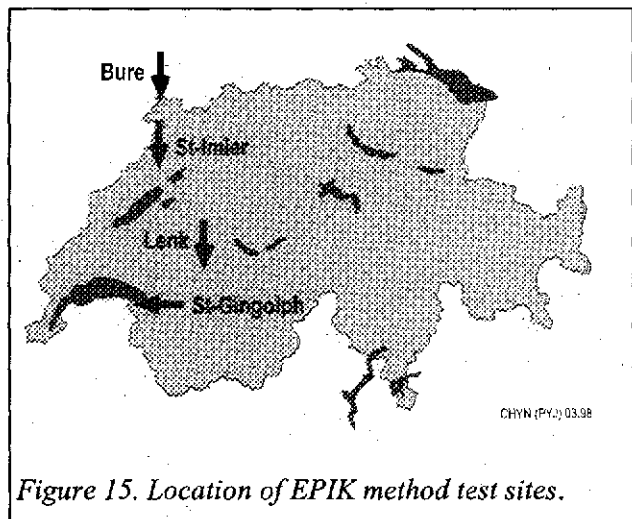 Bure
St-Imier
Lenk
St-Gingolph
CHYN (PYJ) 03.98
Figure 15. Location of EPIK method test sites.